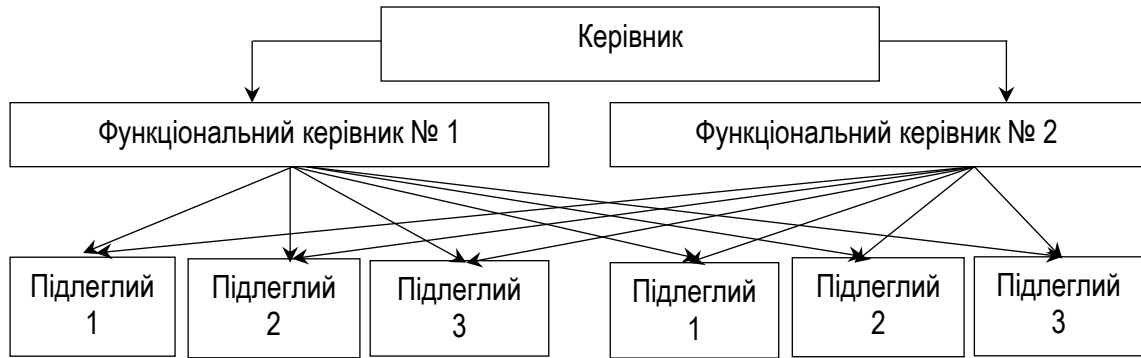 Керівник
Функціональний керівник № 1
Функціональний керівник № 2
Підлеглий
1
Підлеглий
2
Підлеглий
3
Підлеглий
1
Підлеглий
2
Підлеглий
3